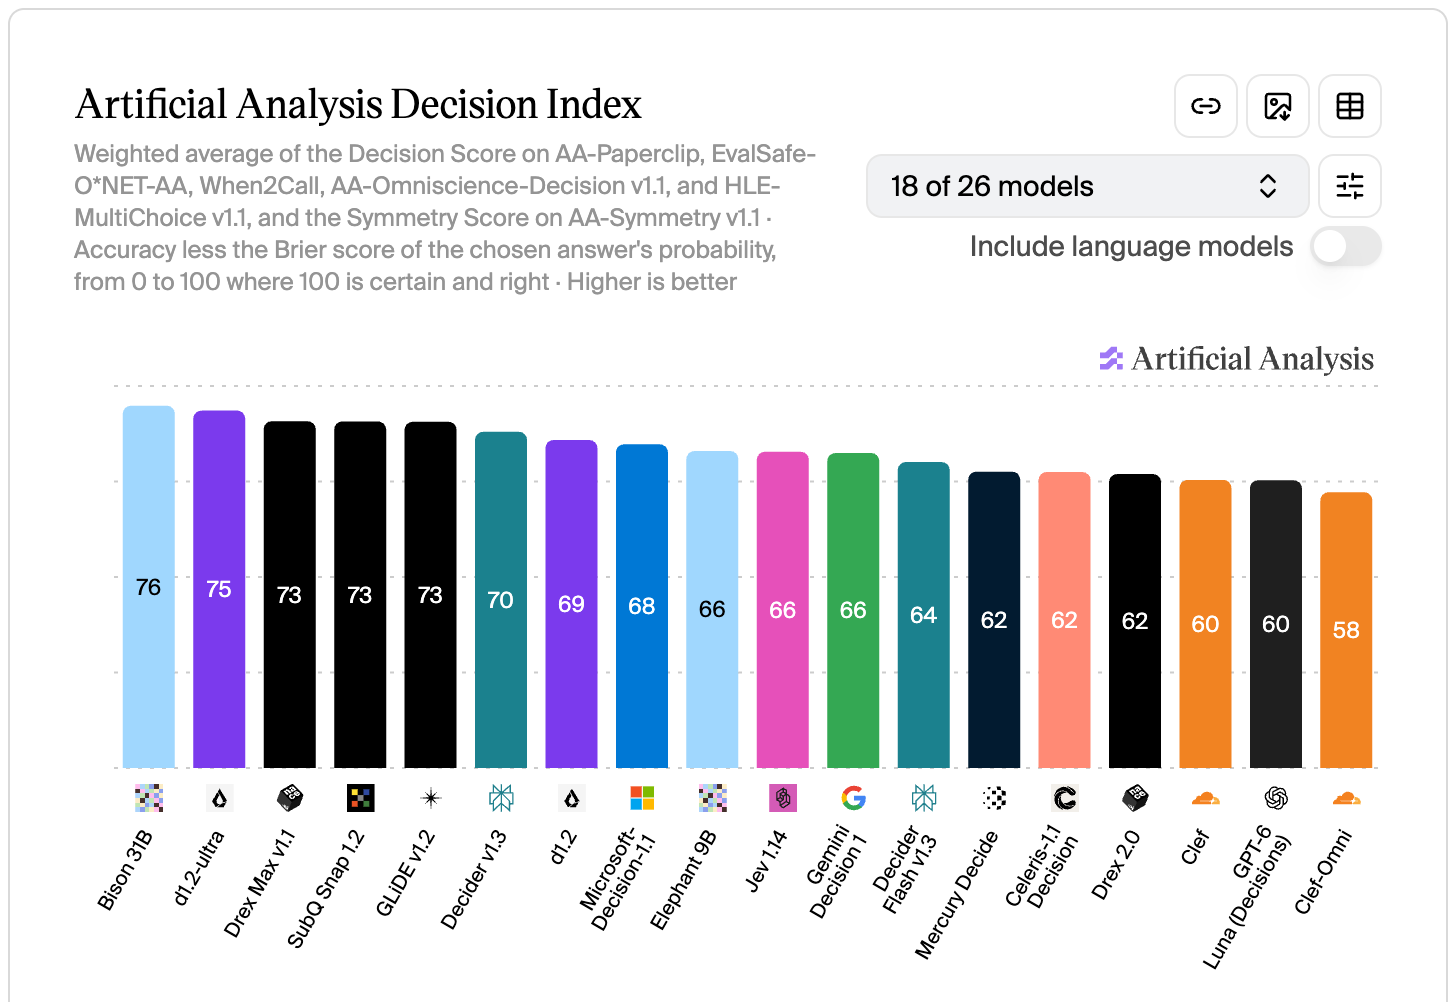 Artificial Analysis Decision Index
Weighted average of the Decision Score on AA-Paperclip, EvalSafe-
O*NET-AA, When2Call, AA-Omniscience-Decision v1.1, and HLE-
MultiChoice v1.1, and the Symmetry Score on AA-Symmetry v1.1 ·
Accuracy less the Brier score of the chosen answer's probability,
from 0 to 100 where 100 is certain and right · Higher is better
18 of 26 models
Include language models
Artificial Analysis
76
75
73
73
73
70
69
68
66
66
66
64
62
62
62
60
60
58
Bison 31B
d1.2-ultra
Drex Max v1.1
SubQ Snap 1.2
GLiDE v1.2
Decider v1.3
d1.2
Microsoft-
Decision-1.1
Elephant 9B
Jev 1.14
Gemini
Decision 1
Decider
Flash v1.3
Mercury Decide
Celeris-1.1
Decision
Drex 2.0
Clef
GPT-6
Luna (Decisions)
Clef-Omni